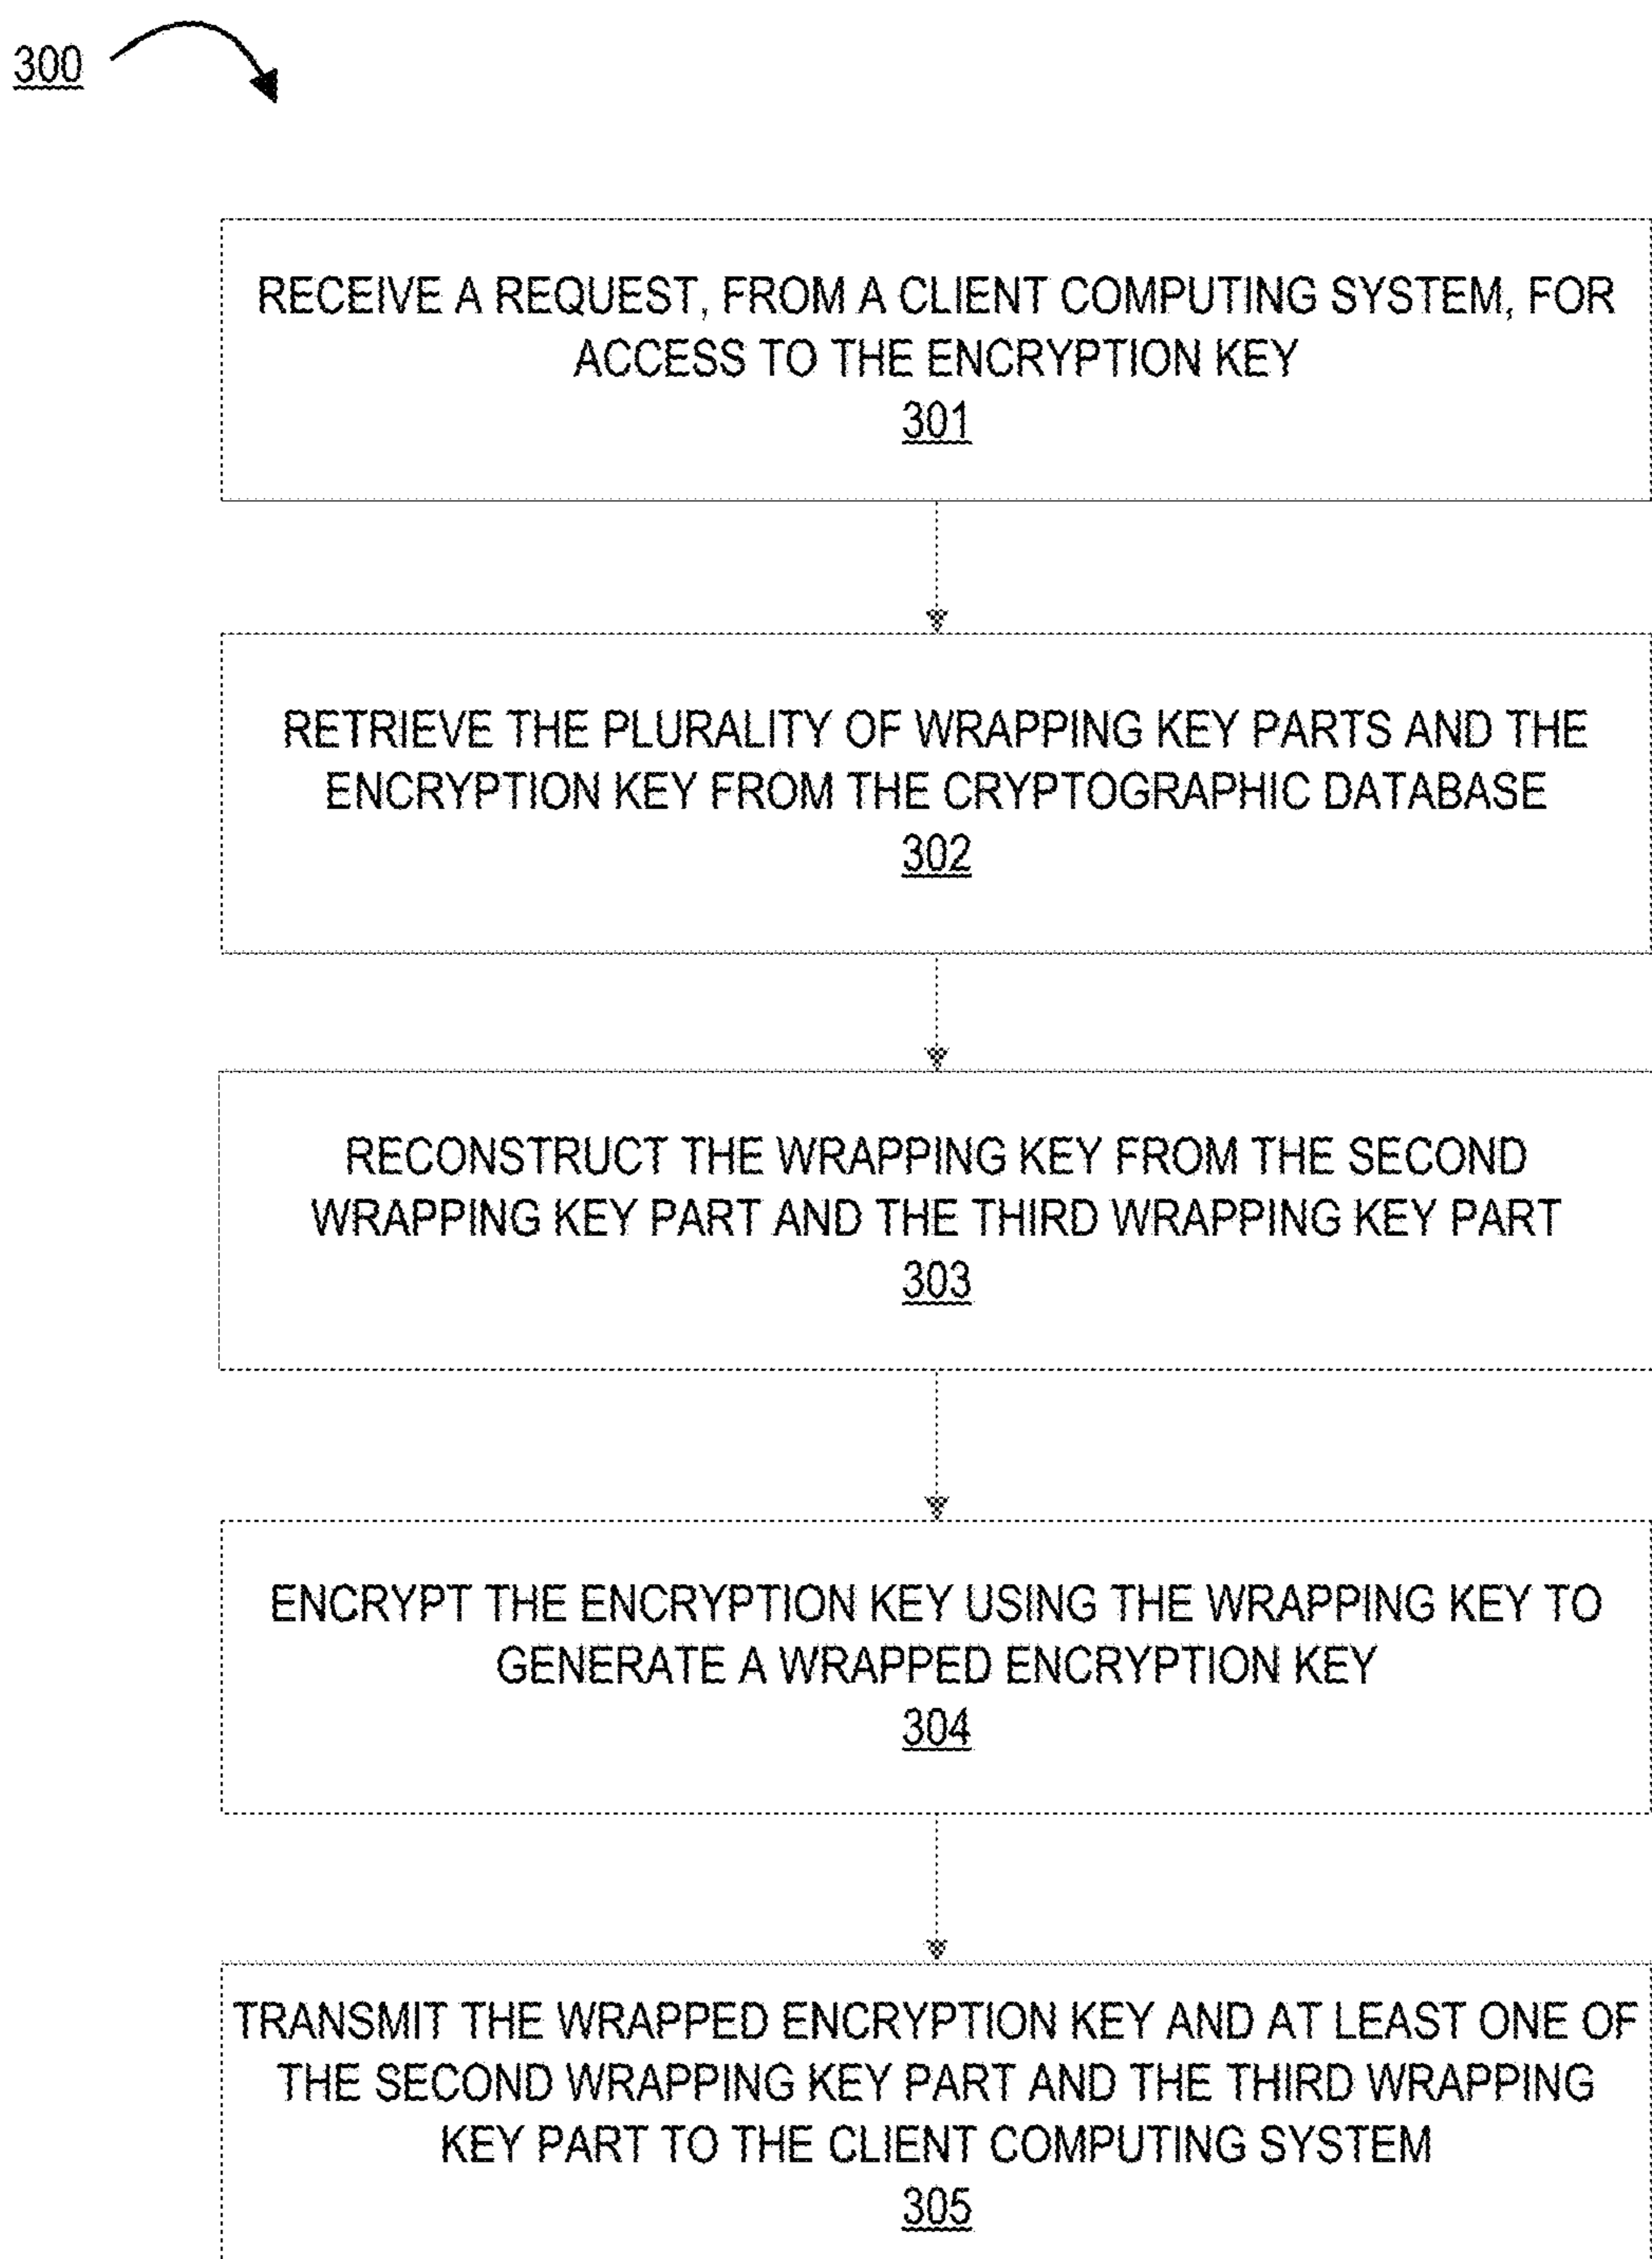 300
RECEIVE A REQUEST, FROM A CLIENT COMPUTING SYSTEM, FOR
ACCESS TO THE ENCRYPTION KEY
301
RETRIEVE THE PLURALITY OF WRAPPING KEY PARTS AND THE
ENCRYPTION KEY FROM THE CRYPTOGRAPHIC DATABASE
302
RECONSTRUCT THE WRAPPING KEY FROM THE SECOND
WRAPPING KEY PART AND THE THIRD WRAPPING KEY PART
303
ENCRYPT THE ENCRYPTION KEY USING THE WRAPPING KEY TO
GENERATE A WRAPPED ENCRYPTION KEY
304
TRANSMIT THE WRAPPED ENCRYPTION KEY AND AT LEAST ONE OF
THE SECOND WRAPPING KEY PART AND THE THIRD WRAPPING
KEY PART TO THE CLIENT COMPUTING SYSTEM
305